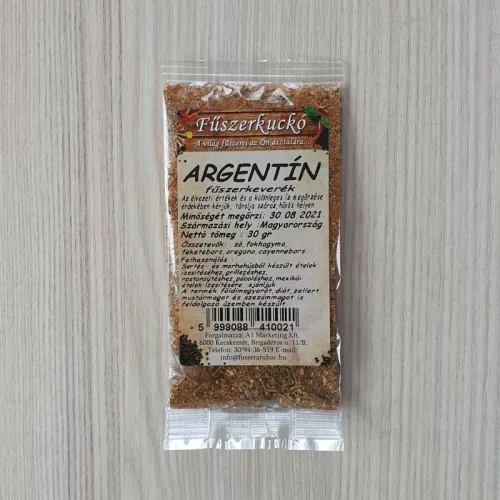 Fűszerkuckó
A világ fűszerei az Ön asztalára...
ARGENTÍN
fűszerkeverék
Az élvezeti értékek és a különleges íz megőrzése
érdekében kérjük, tárolja száraz, hűvös helyen
Minőségét megőrzi: 30.08.2021
Származási hely :Magyarország
Nettó tömeg : 30 gr
Összetevők: só,fokhagyma,
feketebors,oregano,cayennebors.
Felhasználás
Sertés- és marhahúsból készült ételek
ízesítéséhez,grillezéshez,
rostonsütéshez,pácoláshoz,mexikói
ételek ízesítésére ajánljuk
A termék földimogyorót, diót, zellert,
mustármagot és szezámmagot is
feldolgozó üzemben készült
5 999088 410021
Forgalmazza: A1 Marketing Kft.
6000 Kecskemét, Brigadéros u. 11/B.
Telefon: 30/94-36-519 E-mail:
info@fuszeraruhaz.hu